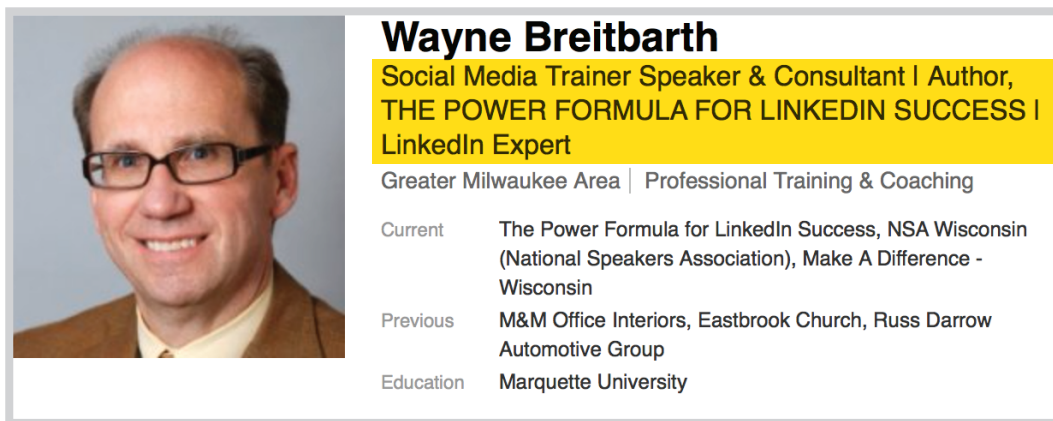 Wayne Breitbarth
Social Media Trainer Speaker & Consultant | Author,
THE POWER FORMULA FOR LINKEDIN SUCCESS |
LinkedIn Expert
Greater Milwaukee Area | Professional Training & Coaching
Current The Power Formula for LinkedIn Success, NSA Wisconsin
(National Speakers Association), Make A Difference -
Wisconsin
Previous M&M Office Interiors, Eastbrook Church, Russ Darrow
Automotive Group
Education Marquette University